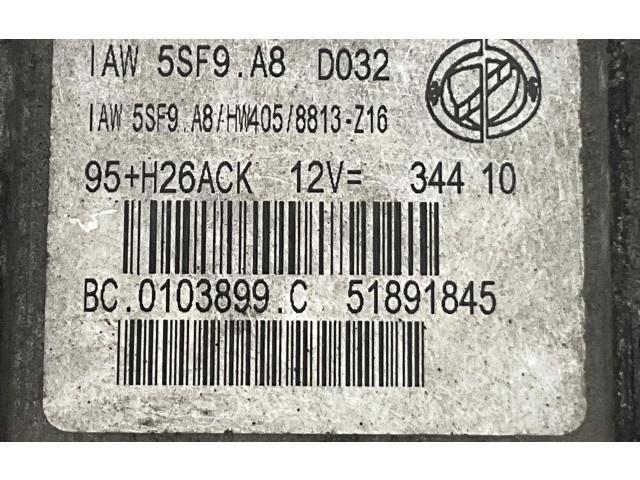 IAW 5SF9.A8 D032
IAW 5SF9.A8/HW405/8813-Z16
95+H26ACK 12V= 344 10
BC.0103899.C 51891845